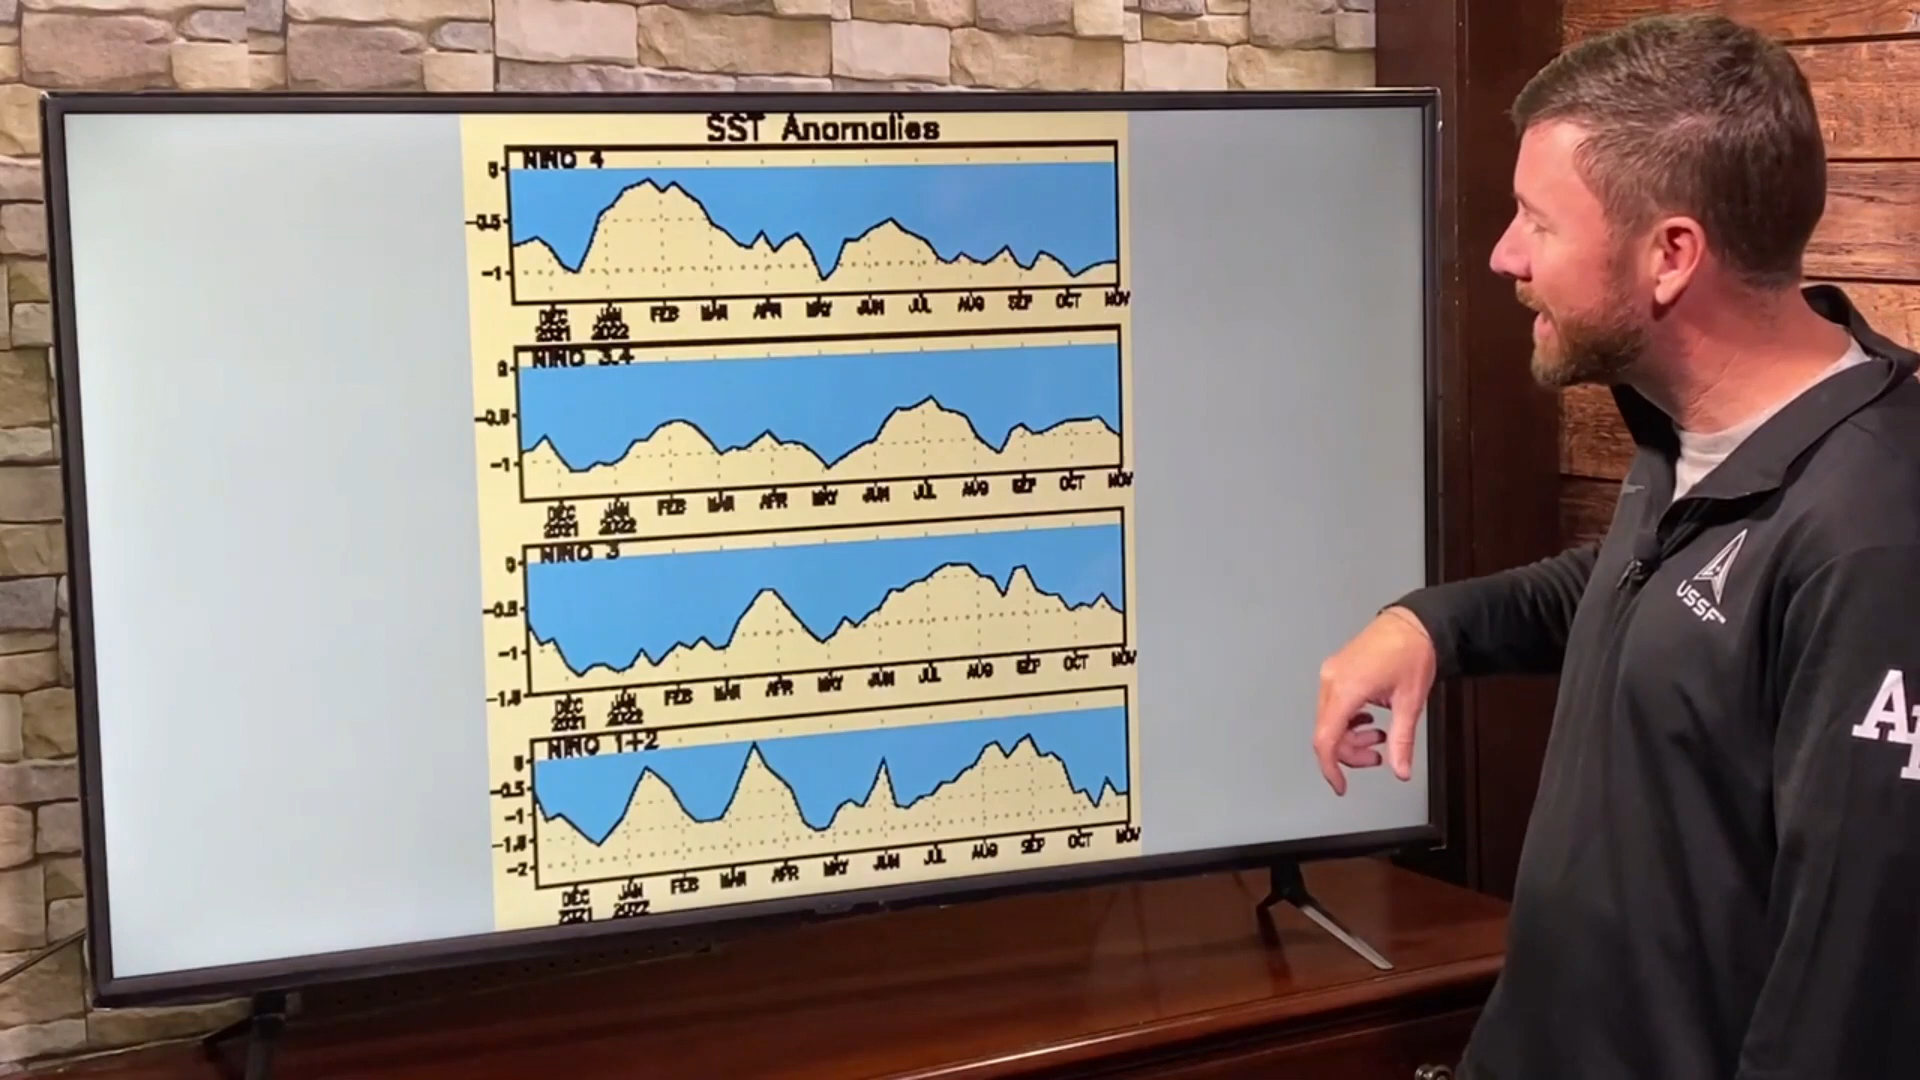 SST Anomalies
NINO 4
0
-0.5
-1
DEC JAN FEB MAR APR MAY JUN JUL AUG SEP OCT NOV
2021 2022
NINO 3.4
0
-0.5
-1
DEC JAN FEB MAR APR MAY JUN JUL AUG SEP OCT NOV
2021 2022
NINO 3
0
-0.5
-1
-1.5
DEC JAN FEB MAR APR MAY JUN JUL AUG SEP OCT NOV
2021 2022
NINO 1+2
0
-0.5
-1
-1.5
-2
DEC JAN FEB MAR APR MAY JUN JUL AUG SEP OCT NOV
2021 2022
USSF